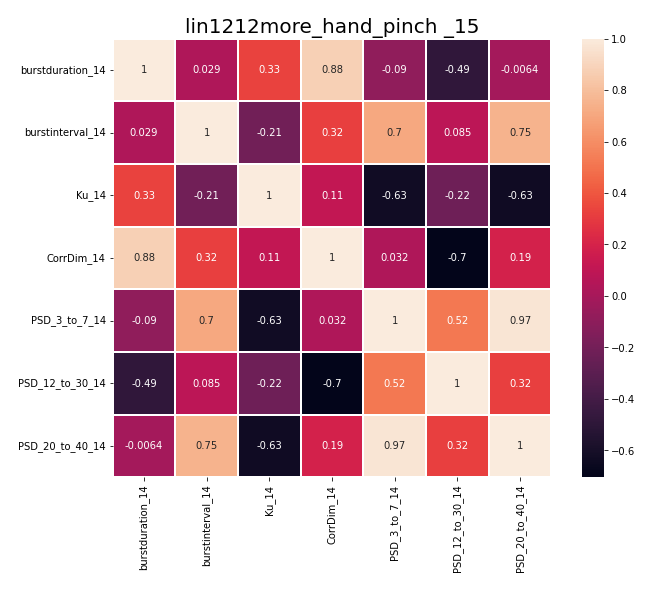 lin1212more_hand_pinch _15
burstduration_14 1 0.029 0.33 0.88 -0.09 -0.49 -0.0064
burstinterval_14 0.029 1 -0.21 0.32 0.7 0.085 0.75
Ku_14 0.33 -0.21 1 0.11 -0.63 -0.22 -0.63
CorrDim_14 0.88 0.32 0.11 1 0.032 -0.7 0.19
PSD_3_to_7_14 -0.09 0.7 -0.63 0.032 1 0.52 0.97
PSD_12_to_30_14 -0.49 0.085 -0.22 -0.7 0.52 1 0.32
PSD_20_to_40_14 -0.0064 0.75 -0.63 0.19 0.97 0.32 1
burstduration_14
burstinterval_14
Ku_14
CorrDim_14
PSD_3_to_7_14
PSD_12_to_30_14
PSD_20_to_40_14
1.0
0.8
0.6
0.4
0.2
0.0
−0.2
−0.4
−0.6